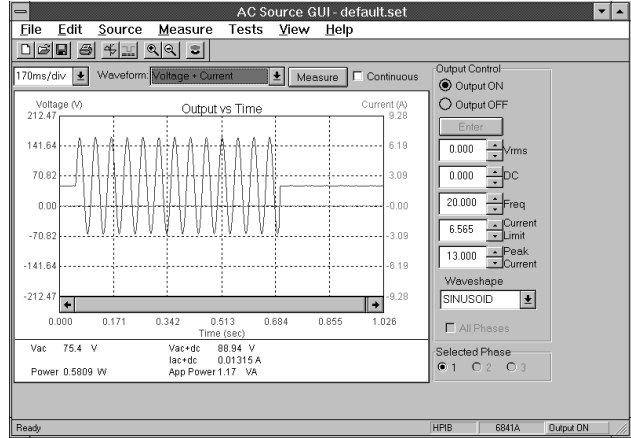 AC Source GUI - default.set
File Edit Source Measure Tests View Help
170ms/div Waveform: Voltage + Current Measure Continuous
Voltage (V) Output vs Time Current (A)
212.47 9.28
141.64 6.19
70.82 3.09
0.00 -0.00
-70.82 -3.09
-141.64 -6.19
-212.47 -9.28
0.000 0.171 0.342 0.513 0.684 0.855 1.026
Time (sec)
Vac 75.4 V Vac+dc 88.94 V
Iac+dc 0.01315 A
Power 0.5809 W App Power 1.17 VA
Output Control
Output ON
Output OFF
Enter
0.000 Vrms
0.000 DC
20.000 Freq
6.565 Current Limit
13.000 Peak Current
Waveshape
SINUSOID
All Phases
Selected Phase
1 2 3
Ready HPIB 6841A Output ON